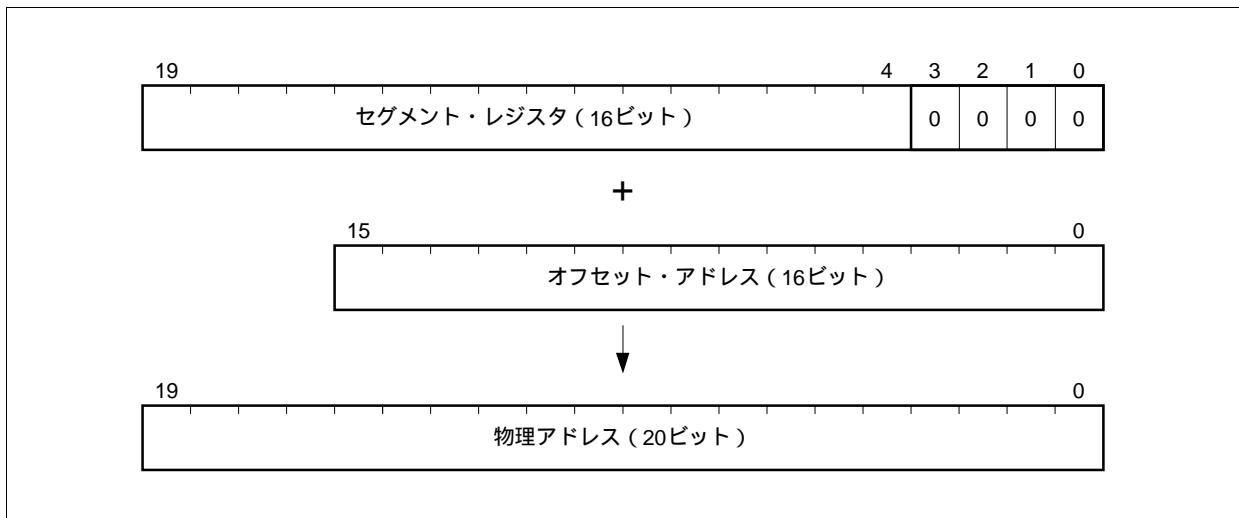 19 4 3 2 1 0
セグメント・レジスタ（16ビット） 0 0 0 0
+
15 0
オフセット・アドレス（16ビット）
19 0
物理アドレス（20ビット）